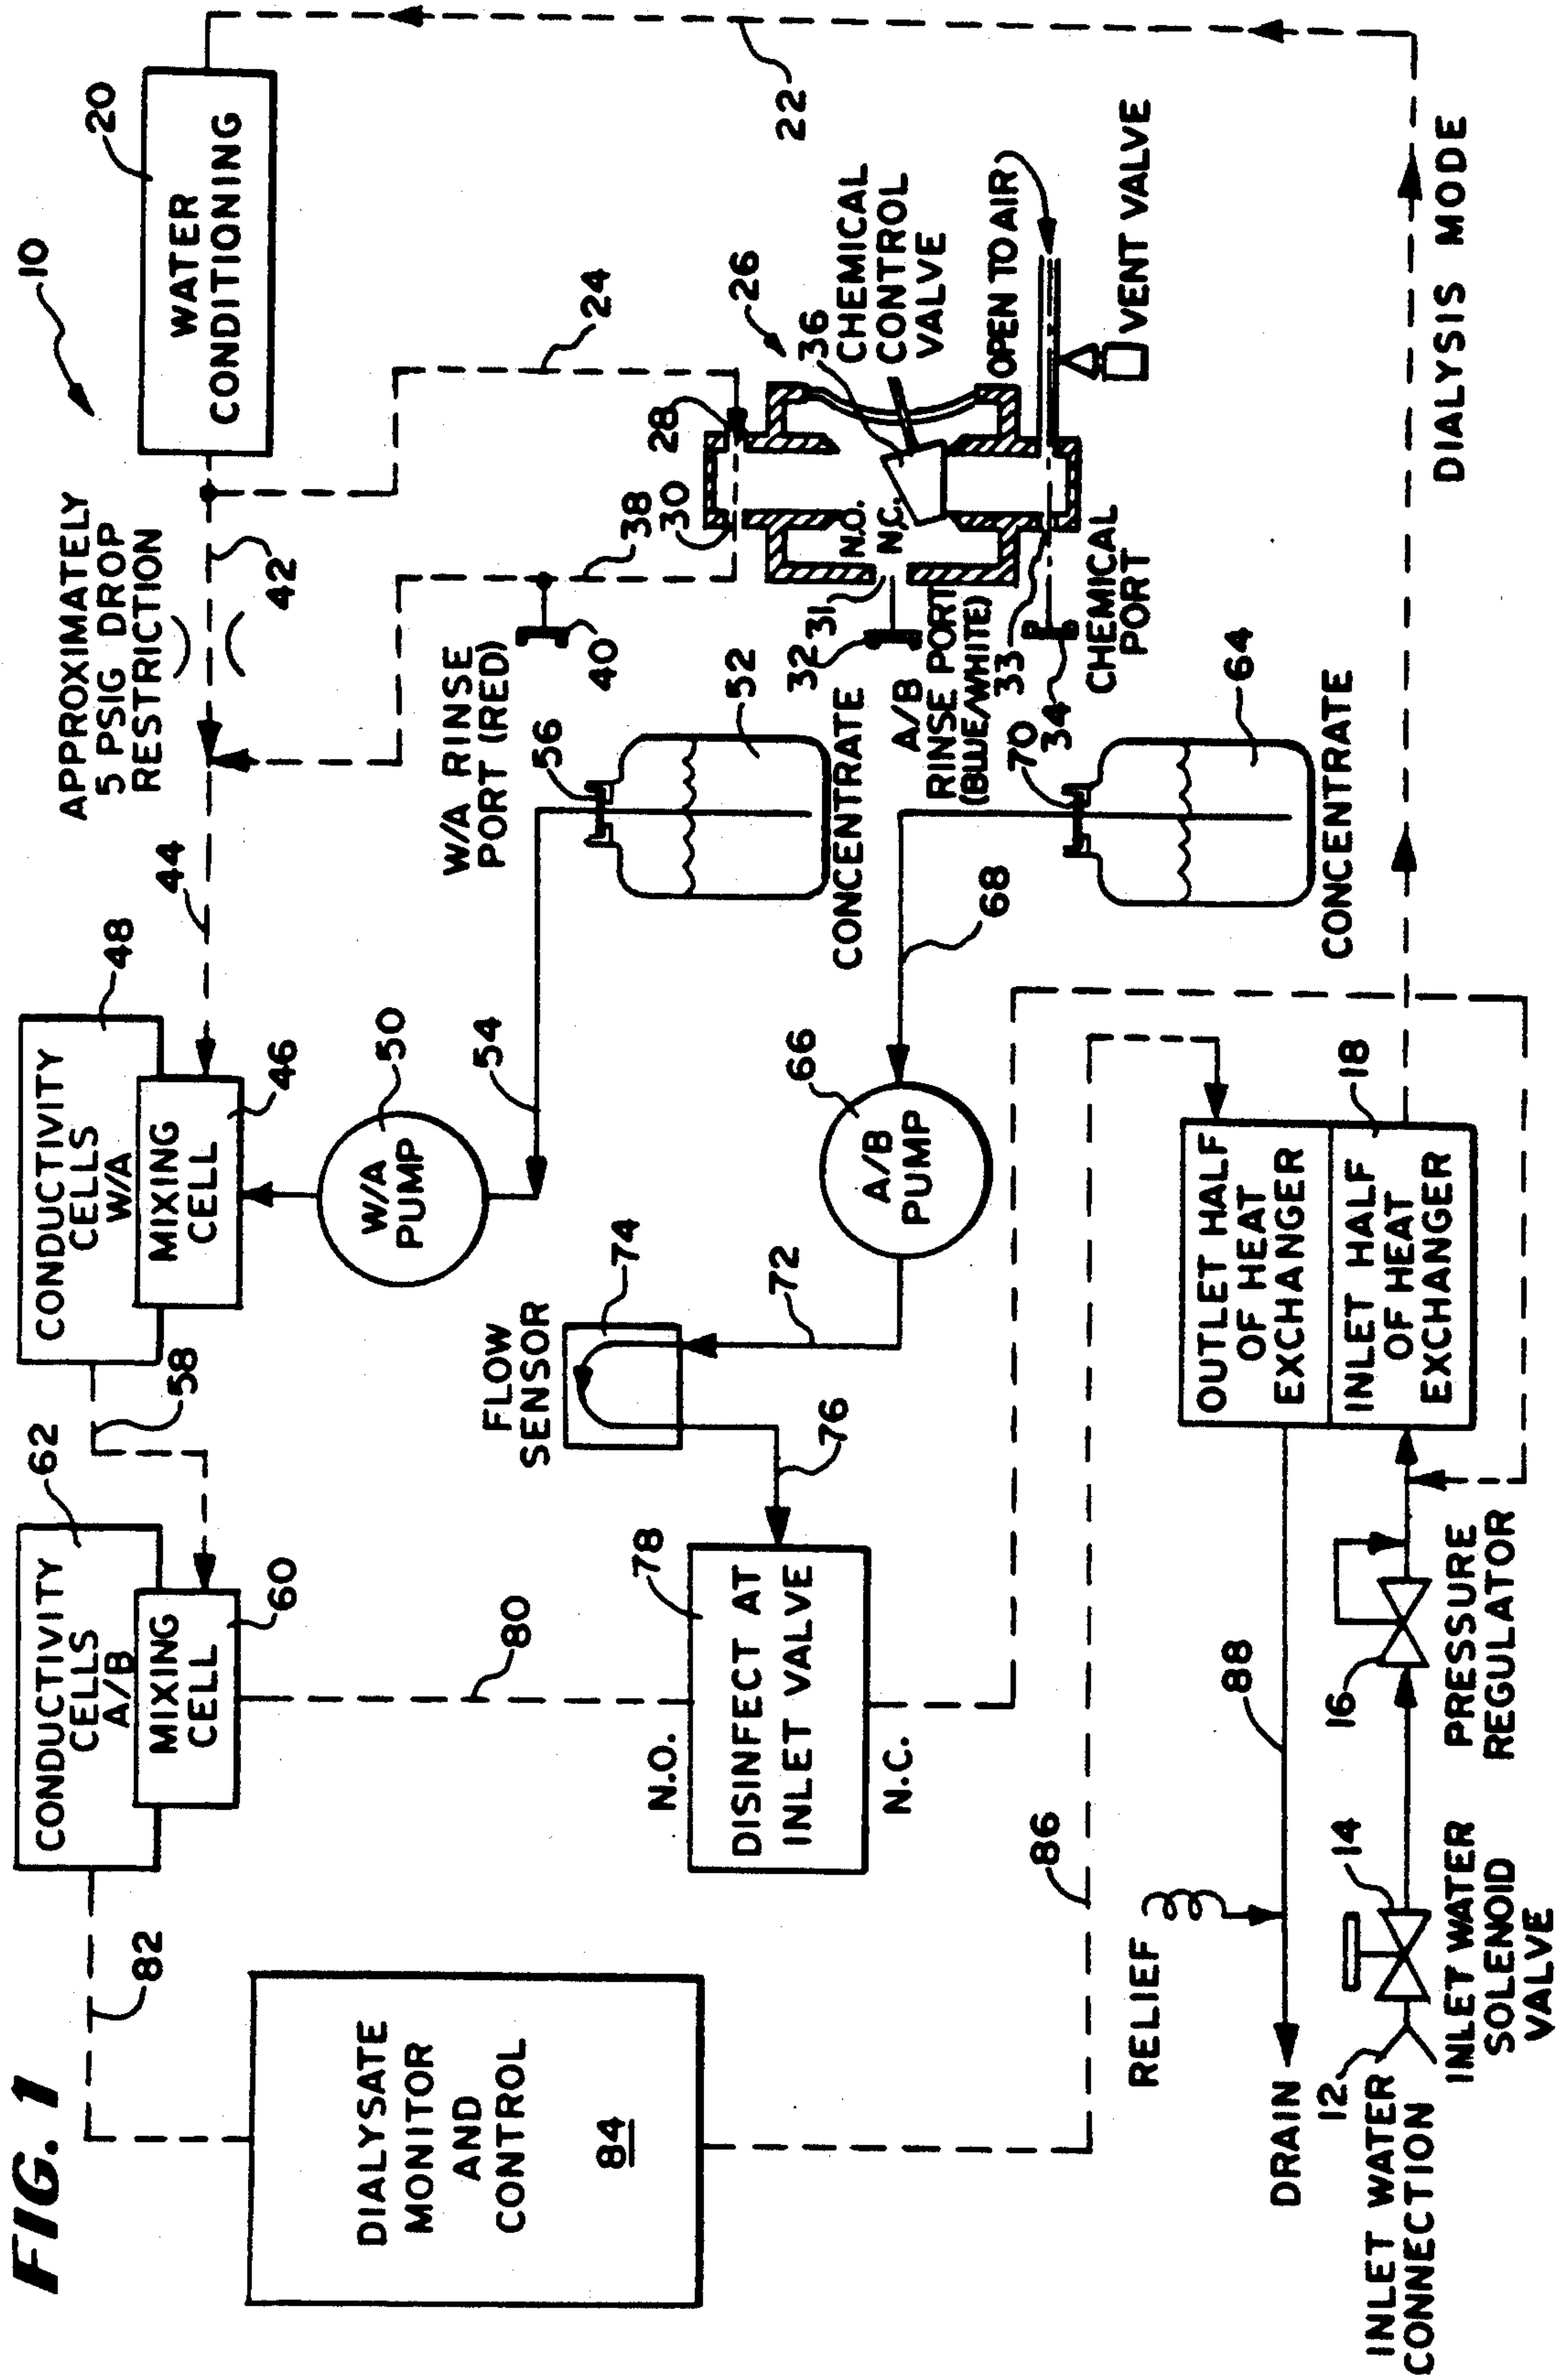 FIG. 1
10
20
WATER
CONDITIONING
22
24
APPROXIMATELY
5 PSIG DROP
RESTRICTION
42
44
CONDUCTIVITY
CELLS
W/A
48
MIXING
CELL
46
58
CONDUCTIVITY
CELLS
A/B
62
MIXING
CELL
60
82
DIALYSATE
MONITOR
AND
CONTROL
84
W/A
PUMP
50
54
W/A RINSE
PORT (RED)
40
38
30
28
26
36
CHEMICAL
CONTROL
VALVE
N.O.
N.C.
31
32
A/B
RINSE PORT
(BLUE/WHITE)
33
34
CHEMICAL
PORT
OPEN TO AIR
VENT VALVE
56
52
CONCENTRATE
70
64
CONCENTRATE
68
66
A/B
PUMP
72
FLOW
SENSOR
74
76
78
DISINFECT AT
INLET VALVE
N.O.
N.C.
80
86
OUTLET HALF
OF HEAT
EXCHANGER
INLET HALF
OF HEAT
EXCHANGER
18
88
RELIEF
DRAIN
12
INLET WATER
CONNECTION
14
INLET WATER
SOLENOID
VALVE
16
PRESSURE
REGULATOR
DIALYSIS MODE